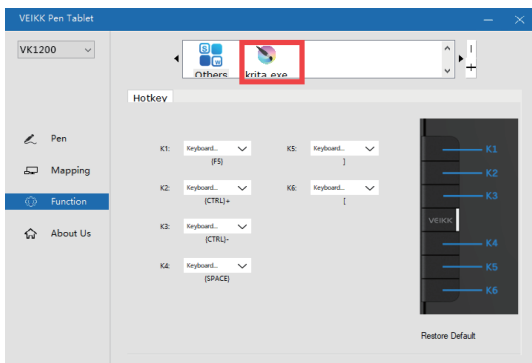 VEIKK Pen Tablet
VK1200
S
W
Others
krita.exe
Hotkey
Pen
Mapping
Function
About Us
K1: Keyboard... K5: Keyboard...
(F5) ]
K2: Keyboard... K6: Keyboard...
(CTRL)+ [
K3: Keyboard...
(CTRL)-
K4: Keyboard...
(SPACE)
K1
K2
K3
VEIKK
K4
K5
K6
Restore Default